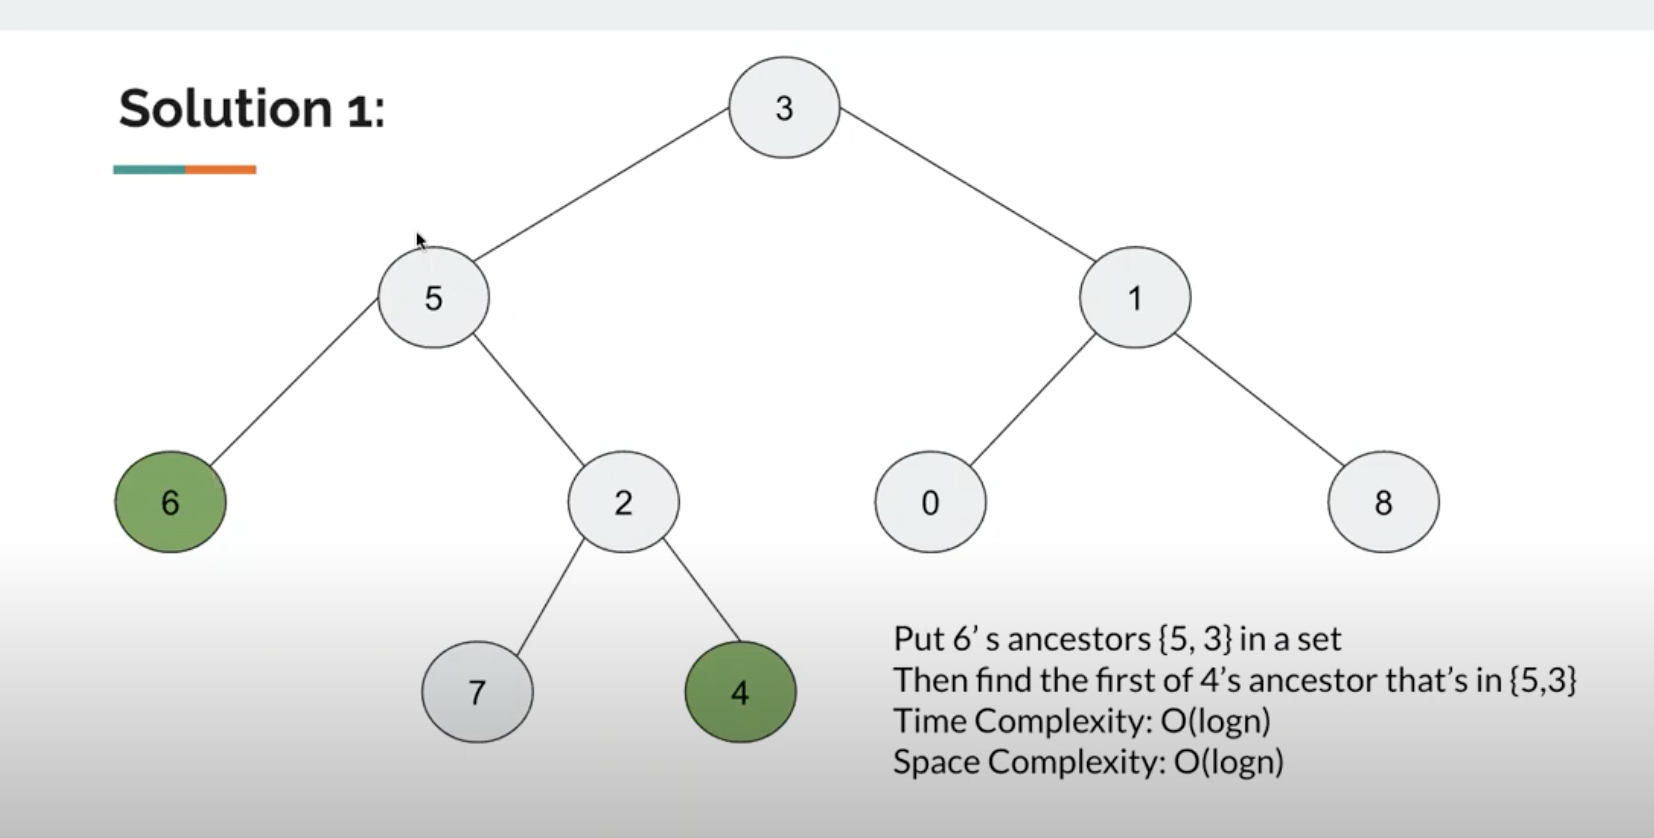 Solution 1:
3
5
1
6
2
0
8
7
4
Put 6’ s ancestors {5, 3} in a set
Then find the first of 4’s ancestor that’s in {5,3}
Time Complexity: O(logn)
Space Complexity: O(logn)